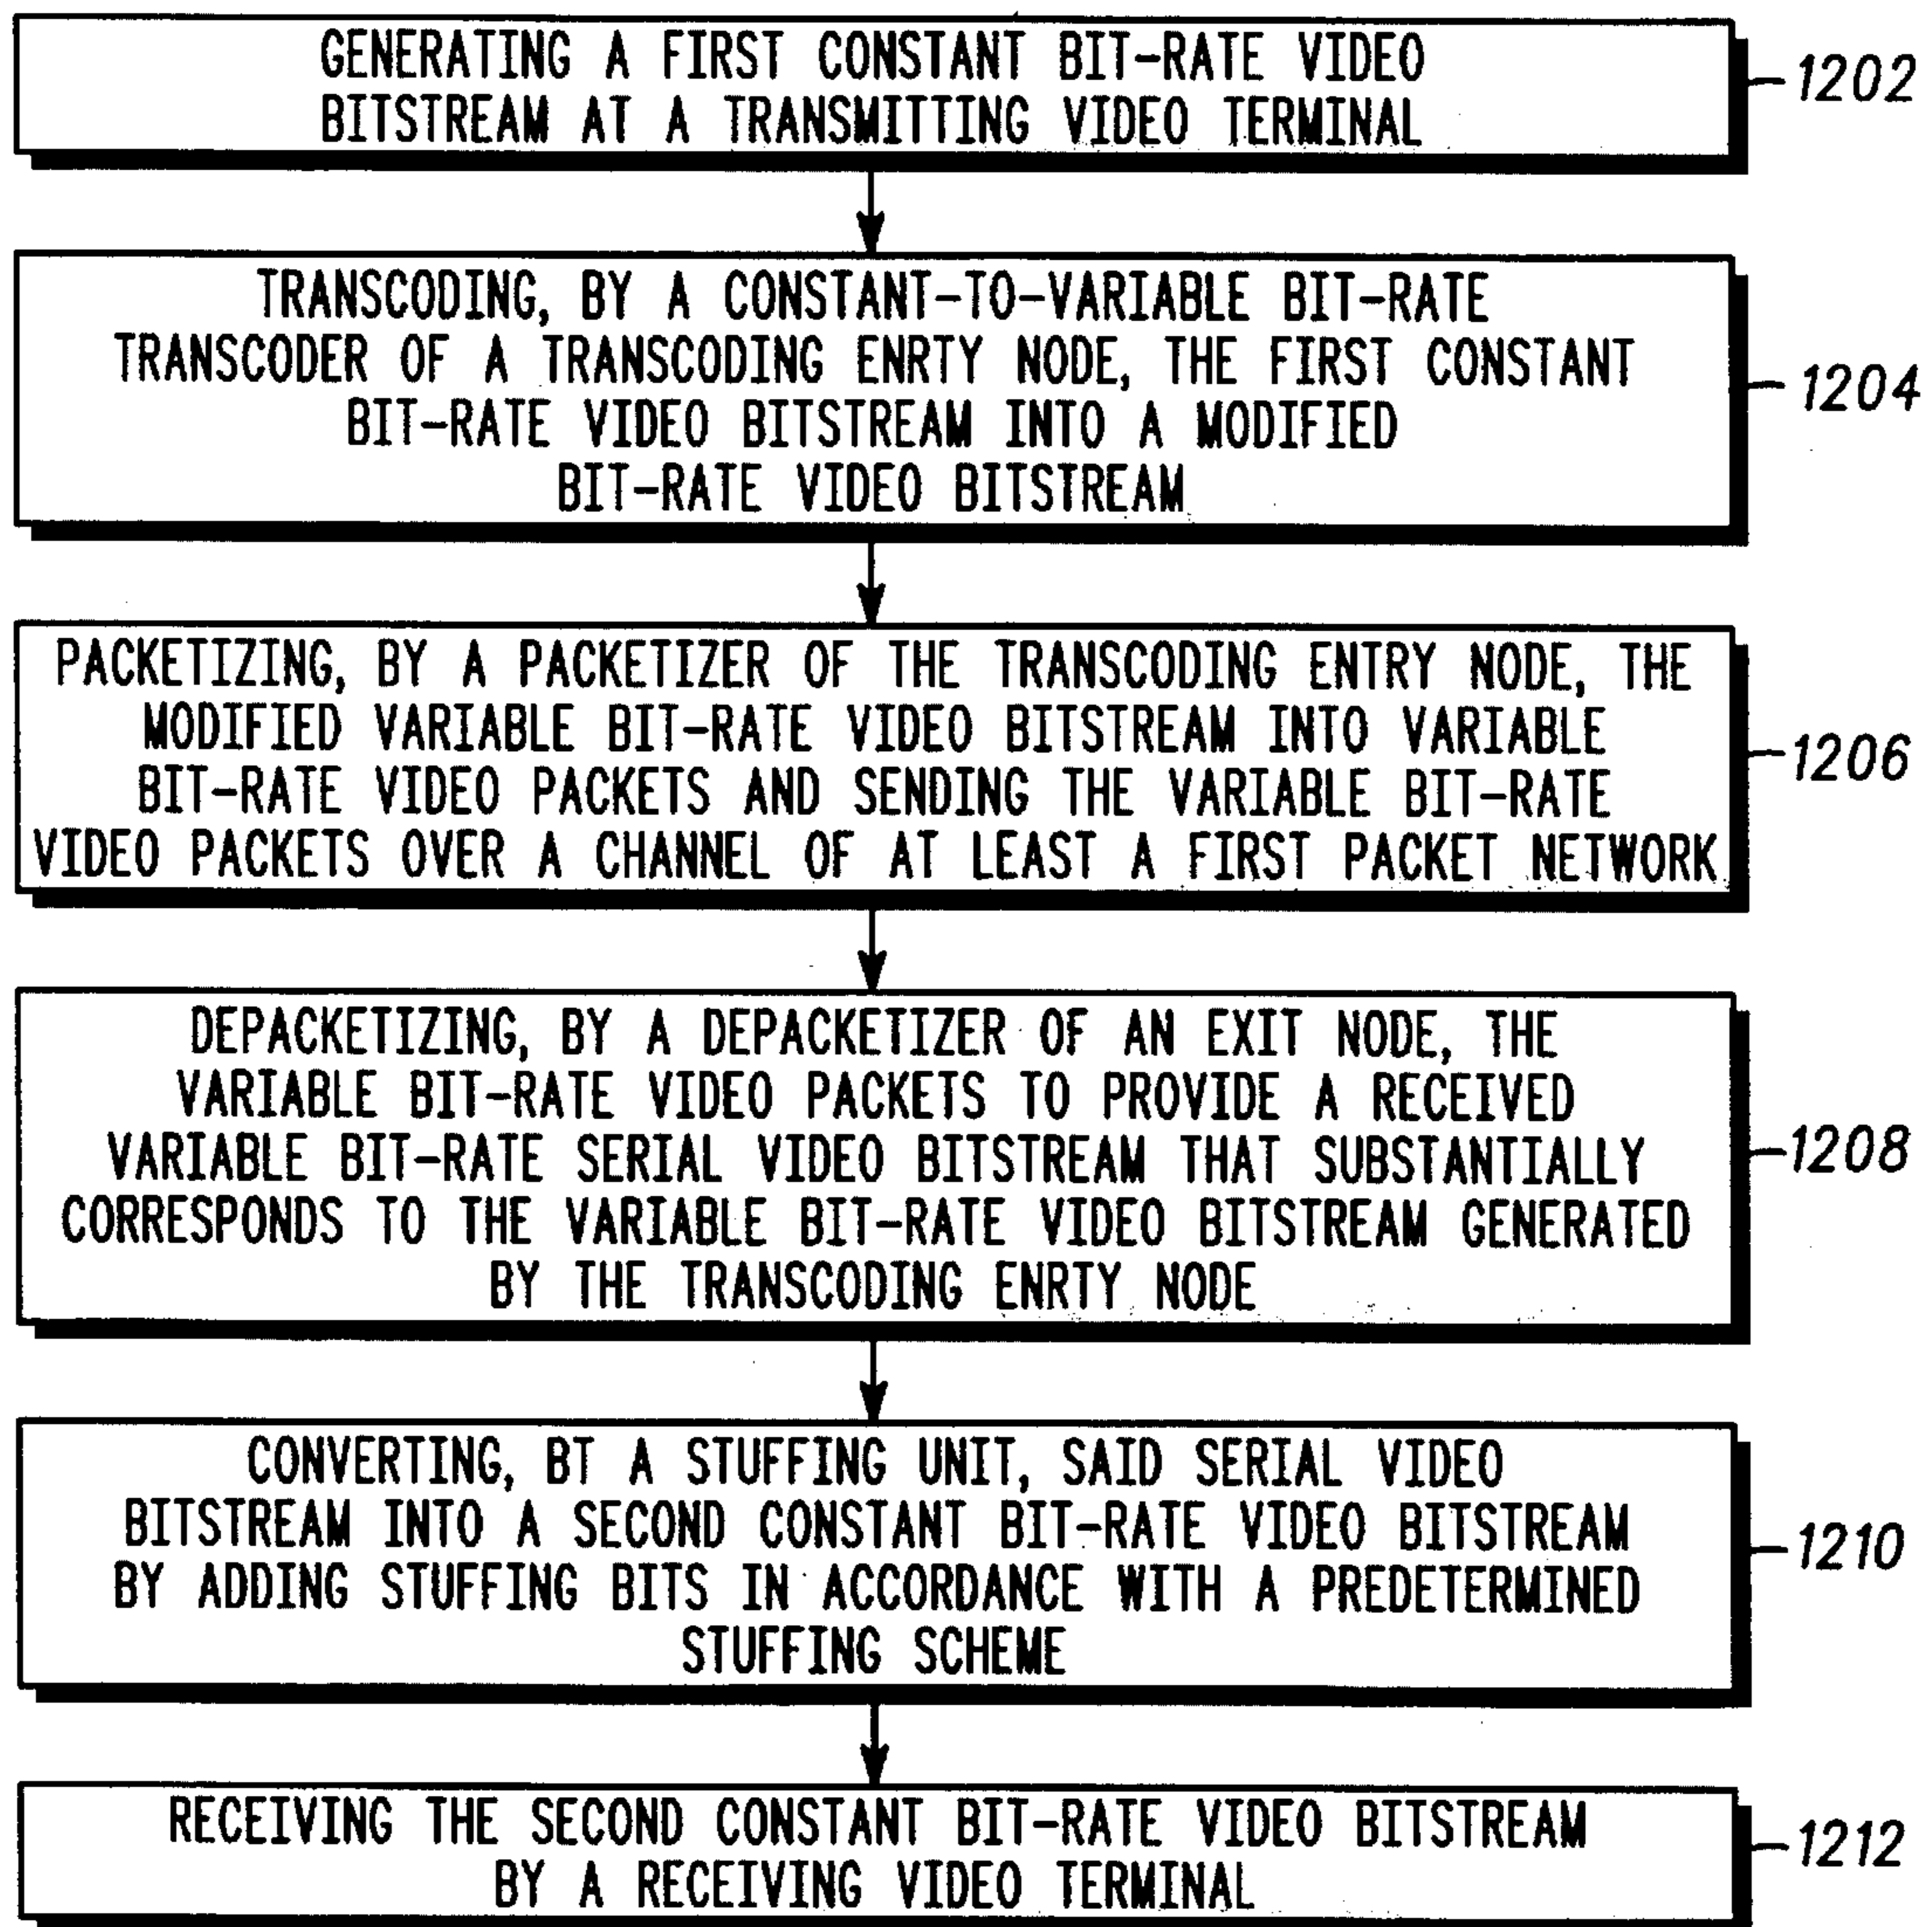 GENERATING A FIRST CONSTANT BIT-RATE VIDEO
BITSTREAM AT A TRANSMITTING VIDEO TERMINAL
1202
TRANSCODING, BY A CONSTANT-TO-VARIABLE BIT-RATE
TRANSCODER OF A TRANSCODING ENRTY NODE, THE FIRST CONSTANT
BIT-RATE VIDEO BITSTREAM INTO A MODIFIED
BIT-RATE VIDEO BITSTREAM
1204
PACKETIZING, BY A PACKETIZER OF THE TRANSCODING ENTRY NODE, THE
MODIFIED VARIABLE BIT-RATE VIDEO BITSTREAM INTO VARIABLE
BIT-RATE VIDEO PACKETS AND SENDING THE VARIABLE BIT-RATE
VIDEO PACKETS OVER A CHANNEL OF AT LEAST A FIRST PACKET NETWORK
1206
DEPACKETIZING, BY A DEPACKETIZER OF AN EXIT NODE, THE
VARIABLE BIT-RATE VIDEO PACKETS TO PROVIDE A RECEIVED
VARIABLE BIT-RATE SERIAL VIDEO BITSTREAM THAT SUBSTANTIALLY
CORRESPONDS TO THE VARIABLE BIT-RATE VIDEO BITSTREAM GENERATED
BY THE TRANSCODING ENRTY NODE
1208
CONVERTING, BT A STUFFING UNIT, SAID SERIAL VIDEO
BITSTREAM INTO A SECOND CONSTANT BIT-RATE VIDEO BITSTREAM
BY ADDING STUFFING BITS IN ACCORDANCE WITH A PREDETERMINED
STUFFING SCHEME
1210
RECEIVING THE SECOND CONSTANT BIT-RATE VIDEO BITSTREAM
BY A RECEIVING VIDEO TERMINAL
1212